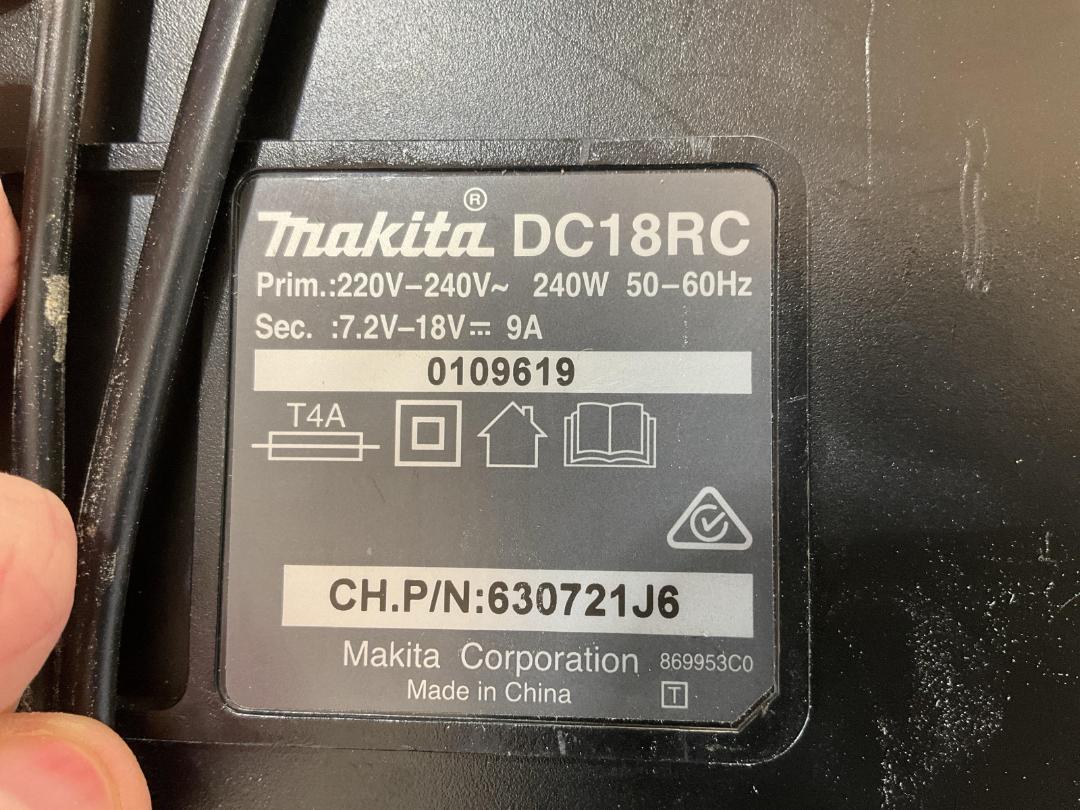 makita® DC18RC
Prim.:220V–240V~ 240W 50–60Hz
Sec. :7.2V–18V⎓ 9A
0109619
T4A
CH.P/N:630721J6
Makita Corporation 869953C0
Made in China T